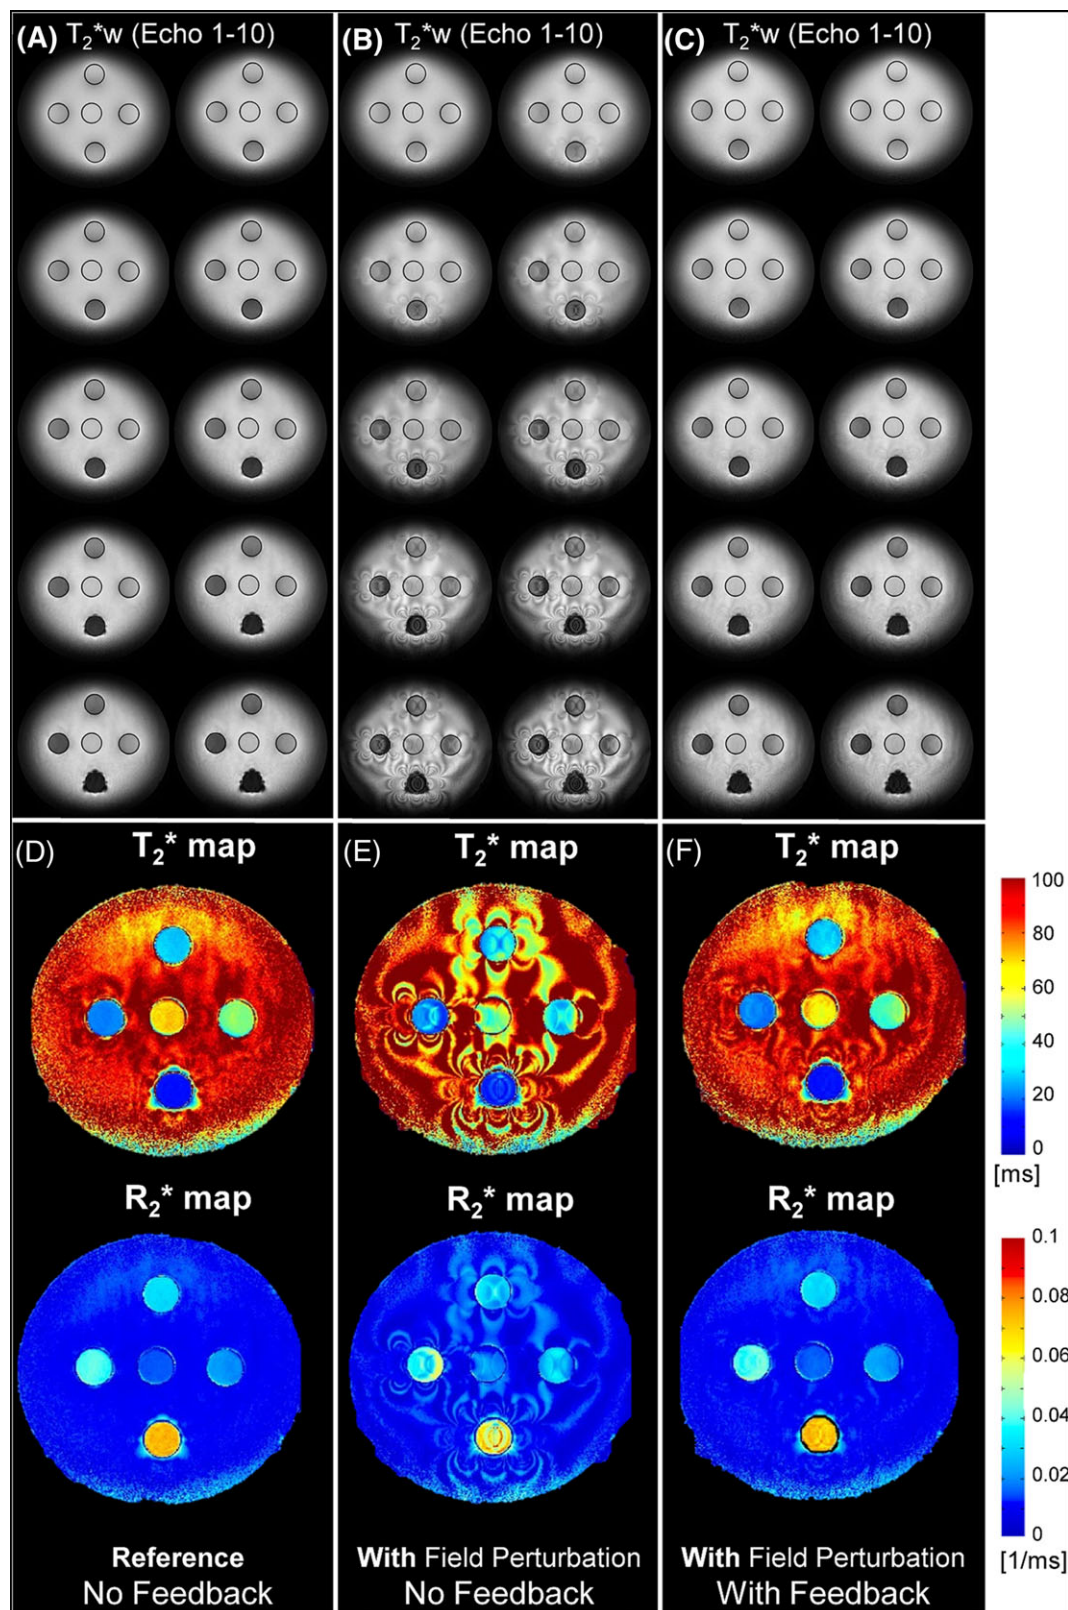 (A) T₂*w (Echo 1-10)
(B) T₂*w (Echo 1-10)
(C) T₂*w (Echo 1-10)
(D) T₂* map
(E) T₂* map
(F) T₂* map
100
80
60
40
20
0
[ms]
R₂* map
R₂* map
R₂* map
0.1
0.08
0.06
0.04
0.02
0
[1/ms]
Reference
No Feedback
With Field Perturbation
No Feedback
With Field Perturbation
With Feedback